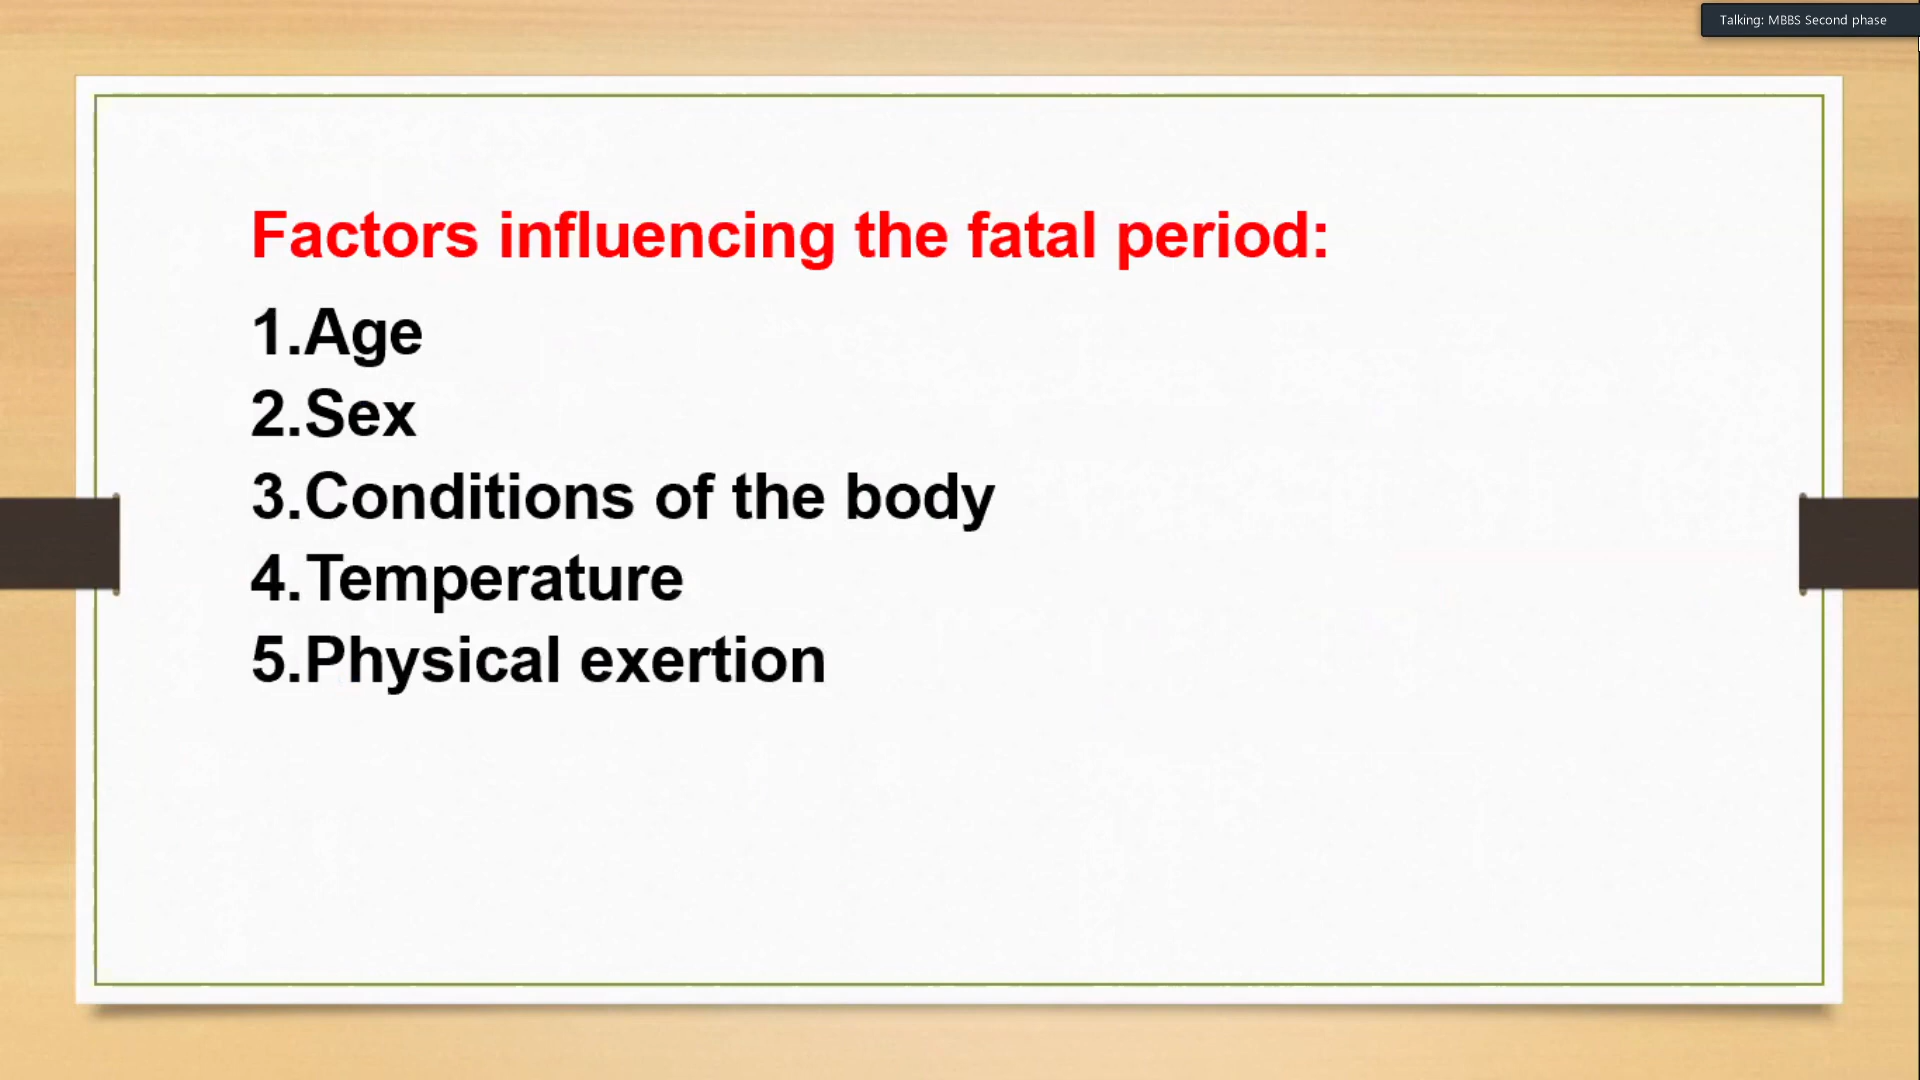 Talking: MBBS Second phase
Factors influencing the fatal period:
1.Age
2.Sex
3.Conditions of the body
4.Temperature
5.Physical exertion